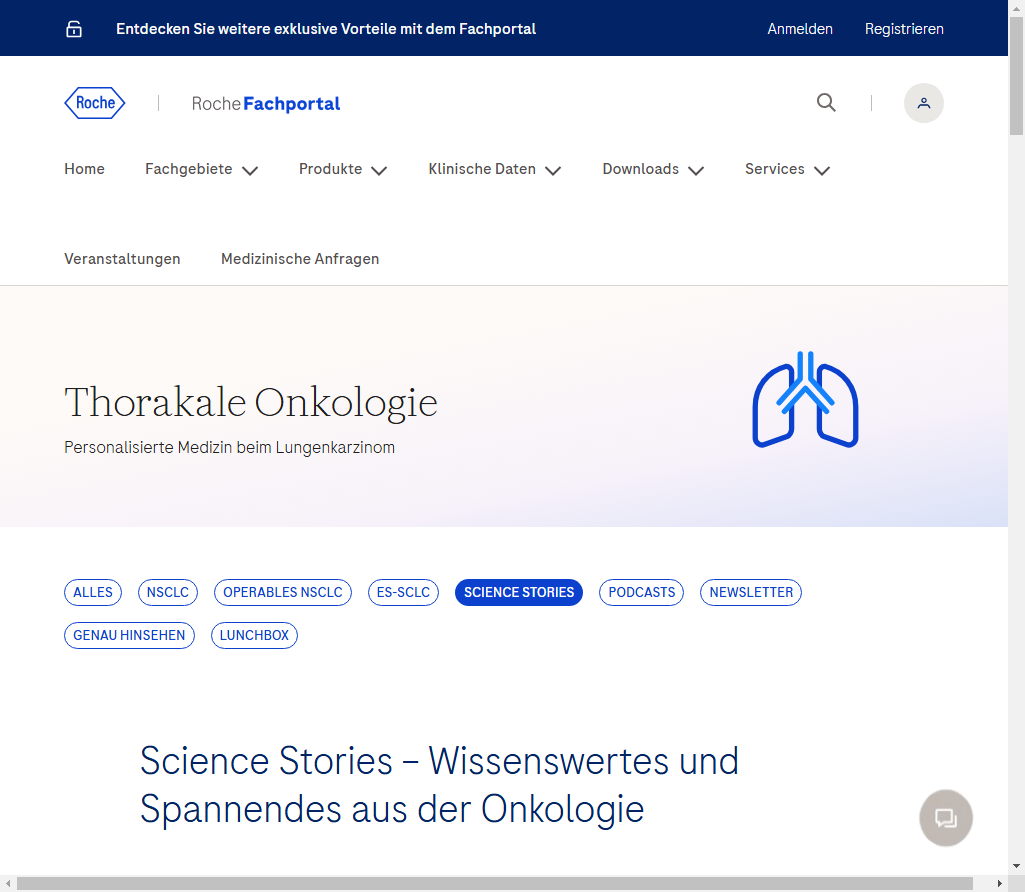 Entdecken Sie weitere exklusive Vorteile mit dem Fachportal
Anmelden
Registrieren
Roche
Roche Fachportal
Home
Fachgebiete
Produkte
Klinische Daten
Downloads
Services
Veranstaltungen
Medizinische Anfragen
Thorakale Onkologie
Personalisierte Medizin beim Lungenkarzinom
ALLES
NSCLC
OPERABLES NSCLC
ES-SCLC
SCIENCE STORIES
PODCASTS
NEWSLETTER
GENAU HINSEHEN
LUNCHBOX
Science Stories – Wissenswertes und
Spannendes aus der Onkologie